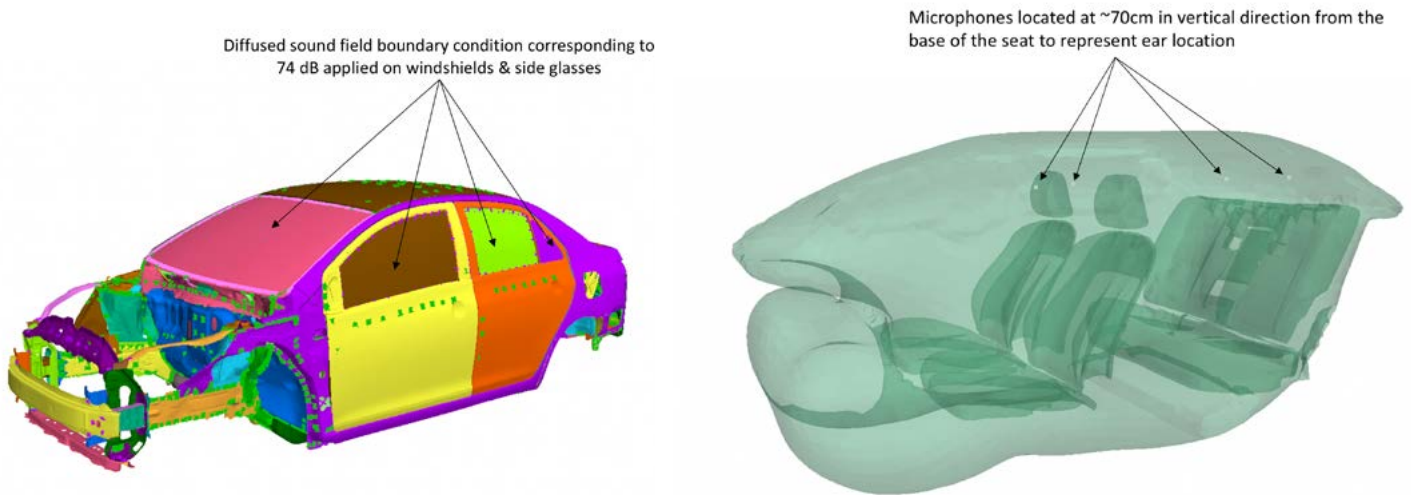 Diffused sound field boundary condition corresponding to
74 dB applied on windshields & side glasses
Microphones located at ~70cm in vertical direction from the
base of the seat to represent ear location